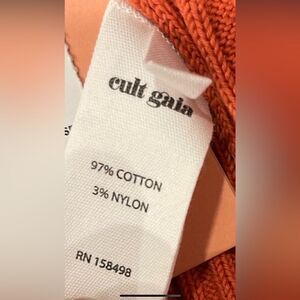 cult gaia
97% COTTON
3% NYLON
RN 158498